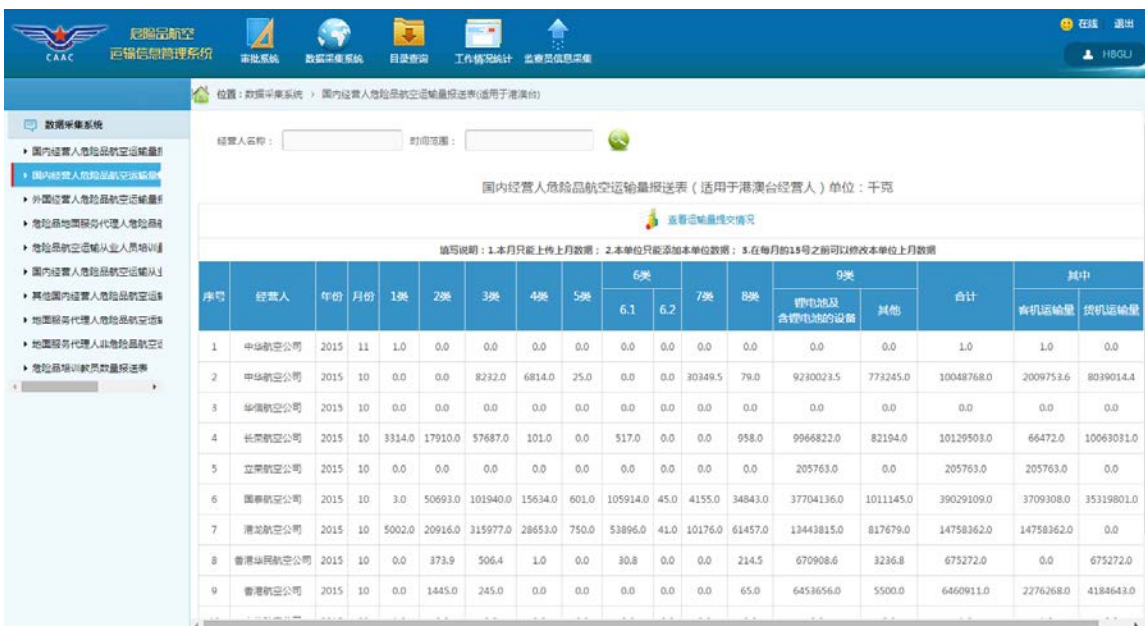 危险品航空
运输信息管理系统
CAAC
审批系统 数据采集系统 目录查询 工作情况统计 监察员信息采集
在线 退出
HBGLJ
位置：数据采集系统 › 国内经营人危险品航空运输量报送表(适用于港澳台)
数据采集系统
国内经营人危险品航空运输量
国内经营人危险品航空运输量
外国经营人危险品航空运输量
危险品地面服务代理人危险品
危险品航空运输从业人员培训
国内经营人危险品航空运输从业
其他国内经营人危险品航空运输
地面服务代理人危险品航空运输
地面服务代理人非危险品航空
危险品培训教员数量报送表
经营人名称： 时间范围：
国内经营人危险品航空运输量报送表（适用于港澳台经营人）单位：千克
查看运输量提交情况
填写说明：1.本月只能上传上月数据； 2.本单位只能添加本单位数据； 3.在每月的15号之前可以修改本单位上月数据
序号 经营人 年份 月份 1类 2类 3类 4类 5类 6类 7类 8类 9类 合计 其中
6.1 6.2 锂电池及含锂电池的设备 其他 客机运输量 货机运输量
1 中华航空公司 2015 11 1.0 0.0 0.0 0.0 0.0 0.0 0.0 0.0 0.0 0.0 0.0 1.0 1.0 0.0
2 中华航空公司 2015 10 0.0 0.0 8232.0 6814.0 25.0 0.0 0.0 30349.5 79.0 9230023.5 773245.0 10048768.0 2009753.6 8039014.4
3 华信航空公司 2015 10 0.0 0.0 0.0 0.0 0.0 0.0 0.0 0.0 0.0 0.0 0.0 0.0 0.0 0.0
4 长荣航空公司 2015 10 3314.0 17910.0 57687.0 101.0 0.0 517.0 0.0 0.0 958.0 9966822.0 82194.0 10129503.0 66472.0 10063031.0
5 立荣航空公司 2015 10 0.0 0.0 0.0 0.0 0.0 0.0 0.0 0.0 0.0 205763.0 0.0 205763.0 205763.0 0.0
6 国泰航空公司 2015 10 3.0 50693.0 101940.0 15634.0 601.0 105914.0 45.0 4155.0 34843.0 37704136.0 1011145.0 39029109.0 3709308.0 35319801.0
7 港龙航空公司 2015 10 5002.0 20916.0 315977.0 28653.0 750.0 53896.0 41.0 10176.0 61457.0 13443815.0 817679.0 14758362.0 14758362.0 0.0
8 香港华民航空公司 2015 10 0.0 373.9 506.4 1.0 0.0 30.8 0.0 0.0 214.5 670908.6 3236.8 675272.0 0.0 675272.0
9 香港航空公司 2015 10 0.0 1445.0 245.0 0.0 0.0 0.0 0.0 0.0 65.0 6453656.0 5500.0 6460911.0 2276268.0 4184643.0